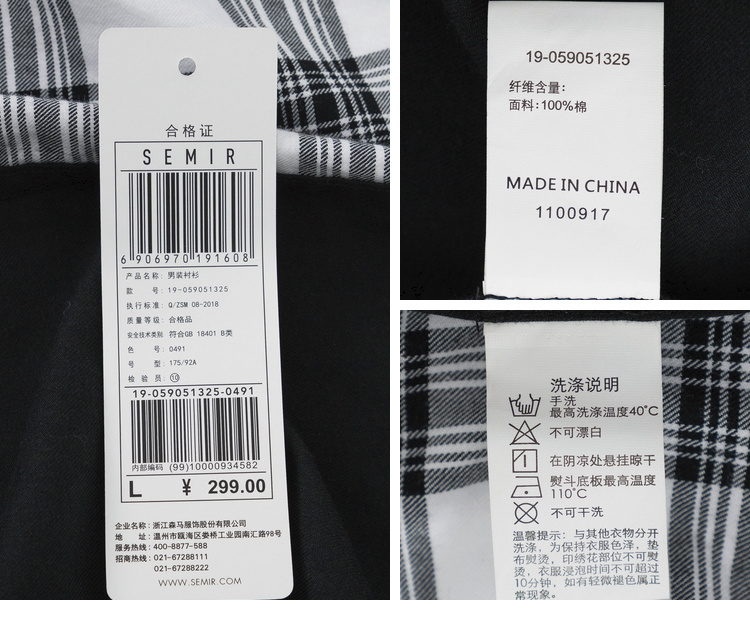 合格证
SEMIR
6 906970 191608
产品名称: 男装衬衫
款 号: 19-059051325
执行标准: Q/ZSM 08-2018
质量等级: 合格品
安全技术类别: 符合GB 18401 B类
色 号: 0491
号 型: 175/92A
检 验 员: ⑩
19-059051325-0491
内部编码 (99)10000934582
L ¥ 299.00
企业名称: 浙江森马服饰股份有限公司
地 址: 温州市瓯海区娄桥工业园南汇路98号
服务热线: 400-8877-588
招商热线: 021-67288111
021-67288222
WWW.SEMIR.COM
19-059051325
纤维含量:
面料:100%棉
MADE IN CHINA
1100917
洗涤说明
手洗
最高洗涤温度40°C
不可漂白
在阴凉处悬挂晾干
熨斗底板最高温度
110°C
不可干洗
温馨提示: 与其他衣物分开
洗涤, 为保持衣服色泽, 垫
布熨烫, 印绣花部位不可熨
烫, 衣服浸泡时间不可超过
10分钟, 如有轻微褪色属正
常现象.